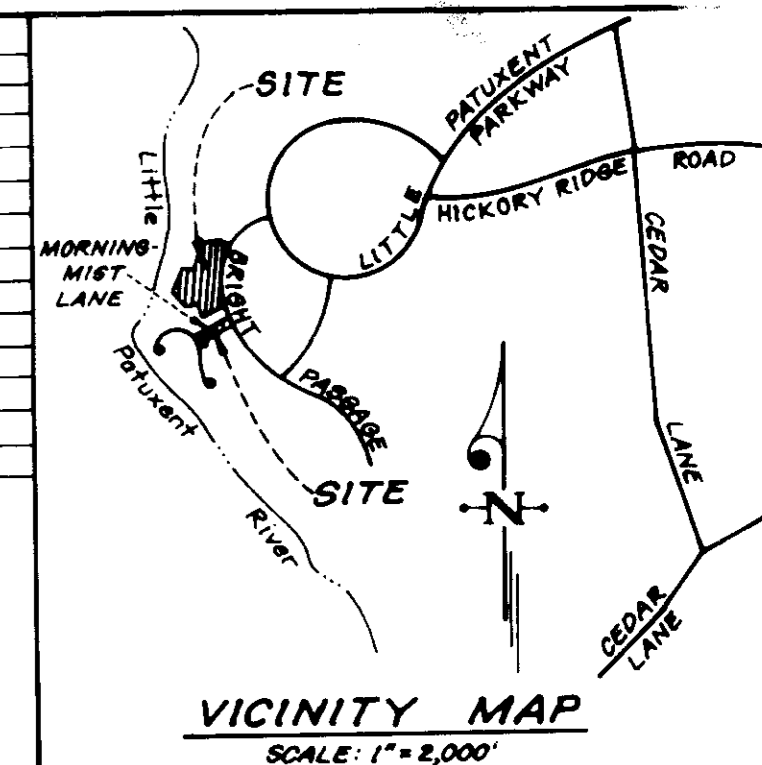 SITE
PATUXENT
PARKWAY
Little
LITTLE
HICKORY RIDGE
ROAD
MORNING-
MIST
LANE
BRIGHT
CEDAR
Patuxent
PASSAGE
LANE
SITE
N
River
CEDAR
LANE
VICINITY MAP
SCALE: 1" = 2,000'